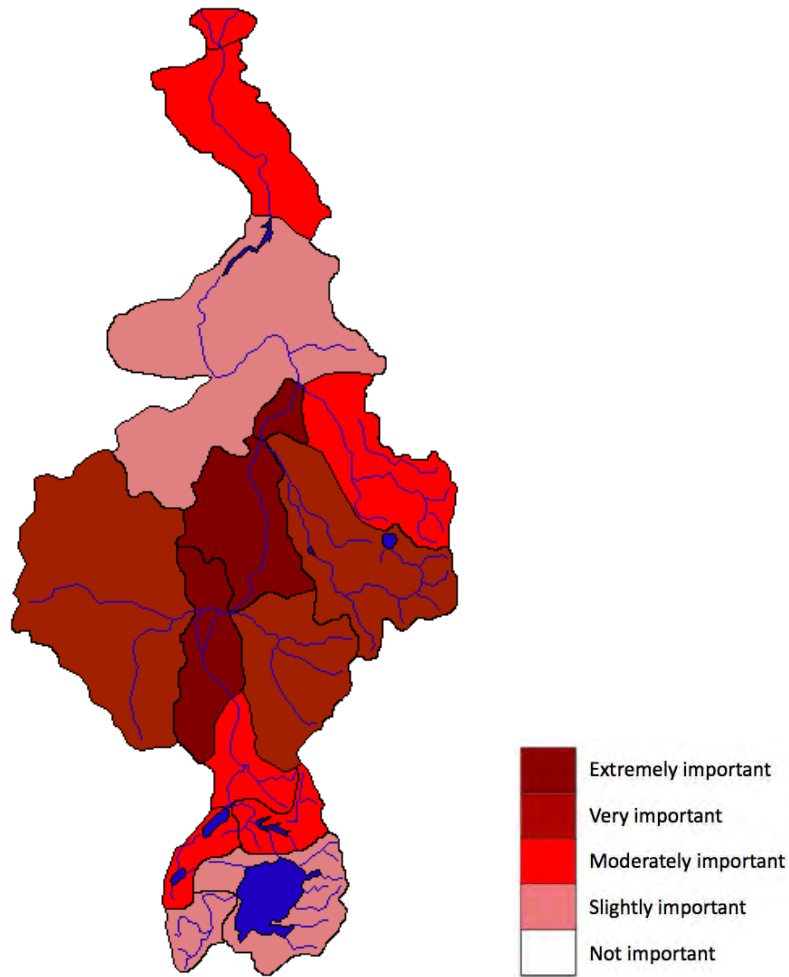 Extremely important
Very important
Moderately important
Slightly important
Not important